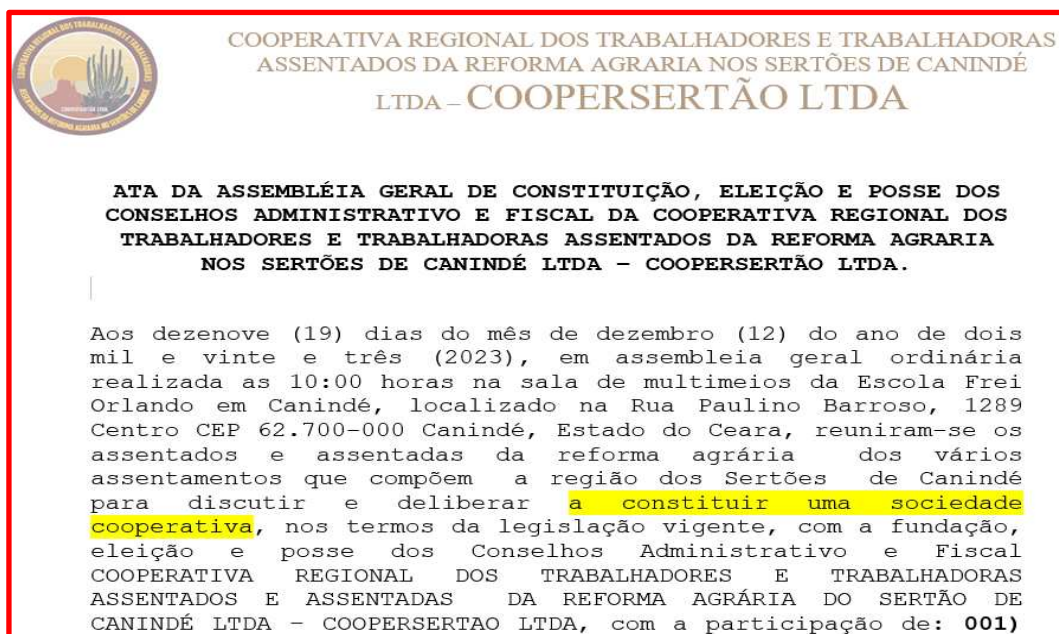 COOPERATIVA REGIONAL DOS TRABALHADORES E TRABALHADORAS
ASSENTADOS DA REFORMA AGRARIA NOS SERTÕES DE CANINDÉ
LTDA – COOPERSERTÃO LTDA
ATA DA ASSEMBLÉIA GERAL DE CONSTITUIÇÃO, ELEIÇÃO E POSSE DOS
CONSELHOS ADMINISTRATIVO E FISCAL DA COOPERATIVA REGIONAL DOS
TRABALHADORES E TRABALHADORAS ASSENTADOS DA REFORMA AGRARIA
NOS SERTÕES DE CANINDÉ LTDA – COOPERSERTÃO LTDA.
Aos dezenove (19) dias do mês de dezembro (12) do ano de dois
mil e vinte e três (2023), em assembleia geral ordinária
realizada as 10:00 horas na sala de multimeios da Escola Frei
Orlando em Canindé, localizado na Rua Paulino Barroso, 1289
Centro CEP 62.700-000 Canindé, Estado do Ceara, reuniram-se os
assentados e assentadas da reforma agrária dos vários
assentamentos que compõem a região dos Sertões de Canindé
para discutir e deliberar a constituir uma sociedade
cooperativa, nos termos da legislação vigente, com a fundação,
eleição e posse dos Conselhos Administrativo e Fiscal
COOPERATIVA REGIONAL DOS TRABALHADORES E TRABALHADORAS
ASSENTADOS E ASSENTADAS DA REFORMA AGRÁRIA DO SERTÃO DE
CANINDÉ LTDA – COOPERSERTAO LTDA, com a participação de: 001)